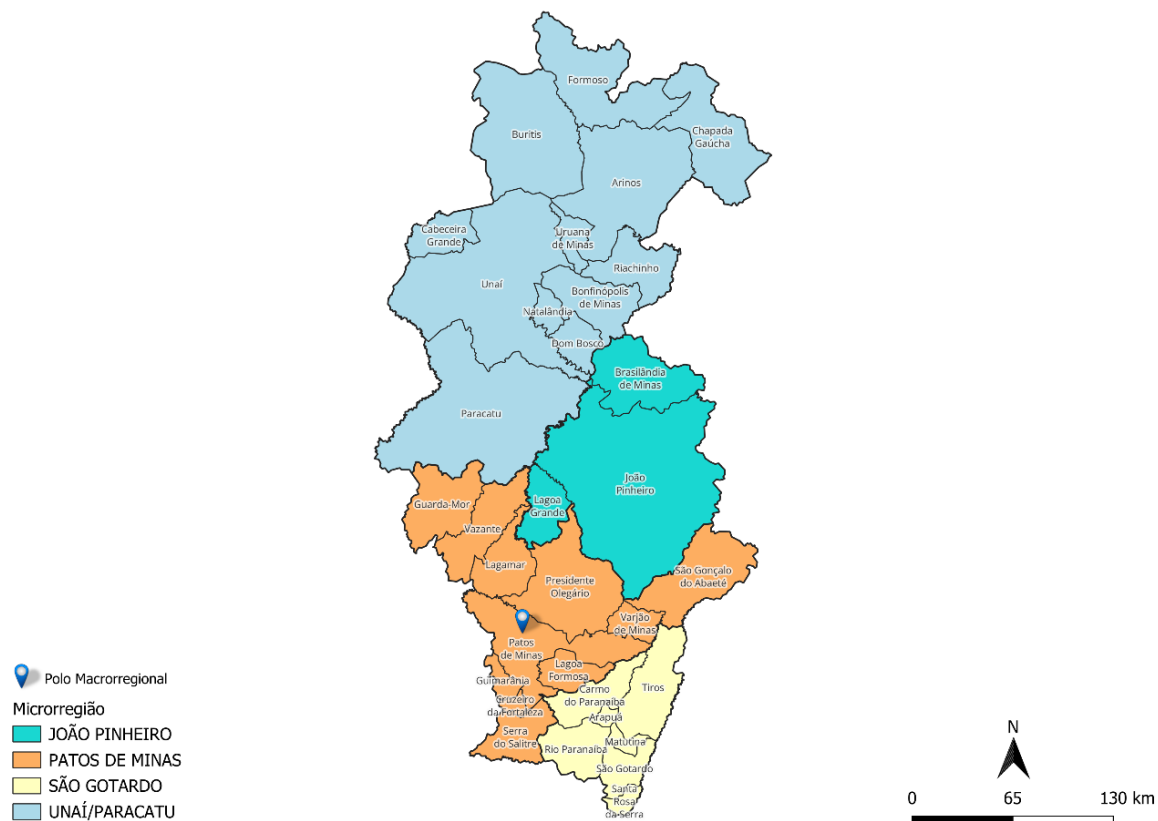 Formoso
Buritis
Chapada
Gaúcha
Arinos
Cabeceira
Grande
Uruana
de Minas
Riachinho
Unaí
Bonfinópolis
de Minas
Natalândia
Dom Bosco
Brasilândia
de Minas
Paracatu
João
Pinheiro
Lagoa
Grande
Guarda-Mor
Vazante
Lagamar
São Gonçalo
do Abaeté
Presidente
Olegário
Varjão
de Minas
Patos
de Minas
Lagoa
Formosa
Guimarânia
Carmo
do Paranaíba
Tiros
Cruzeiro
da Fortaleza
Arapuá
Serra
do Salitre
Matutina
Rio Paranaíba
São Gotardo
Santa
Rosa
da Serra
Polo Macrorregional
Microrregião
JOÃO PINHEIRO
PATOS DE MINAS
SÃO GOTARDO
UNAÍ/PARACATU
N
0 65 130 km